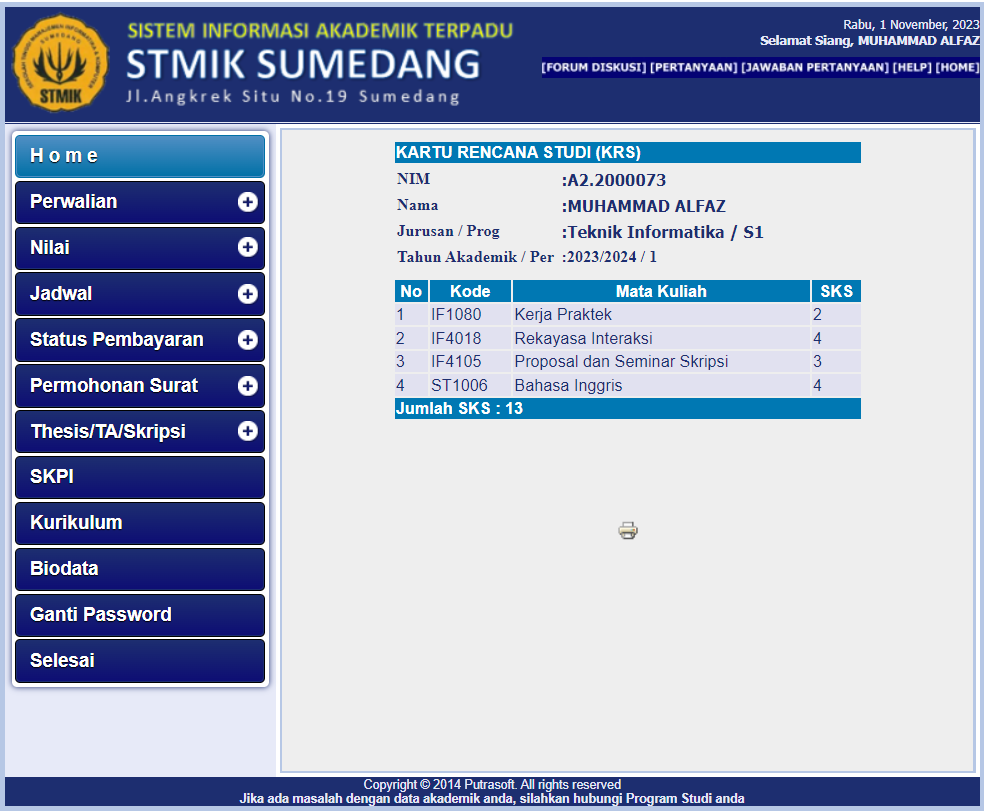 SISTEM INFORMASI AKADEMIK TERPADU
STMIK SUMEDANG
Jl.Angkrek Situ No.19 Sumedang
STMIK
Rabu, 1 November, 2023
Selamat Siang, MUHAMMAD ALFAZ
[FORUM DISKUSI] [PERTANYAAN] [JAWABAN PERTANYAAN] [HELP] [HOME]
H o m e
Perwalian
Nilai
Jadwal
Status Pembayaran
Permohonan Surat
Thesis/TA/Skripsi
SKPI
Kurikulum
Biodata
Ganti Password
Selesai
KARTU RENCANA STUDI (KRS)
NIM :A2.2000073
Nama :MUHAMMAD ALFAZ
Jurusan / Prog :Teknik Informatika / S1
Tahun Akademik / Per :2023/2024 / 1
No Kode Mata Kuliah SKS
1 IF1080 Kerja Praktek 2
2 IF4018 Rekayasa Interaksi 4
3 IF4105 Proposal dan Seminar Skripsi 3
4 ST1006 Bahasa Inggris 4
Jumlah SKS : 13
Copyright © 2014 Putrasoft. All rights reserved
Jika ada masalah dengan data akademik anda, silahkan hubungi Program Studi anda